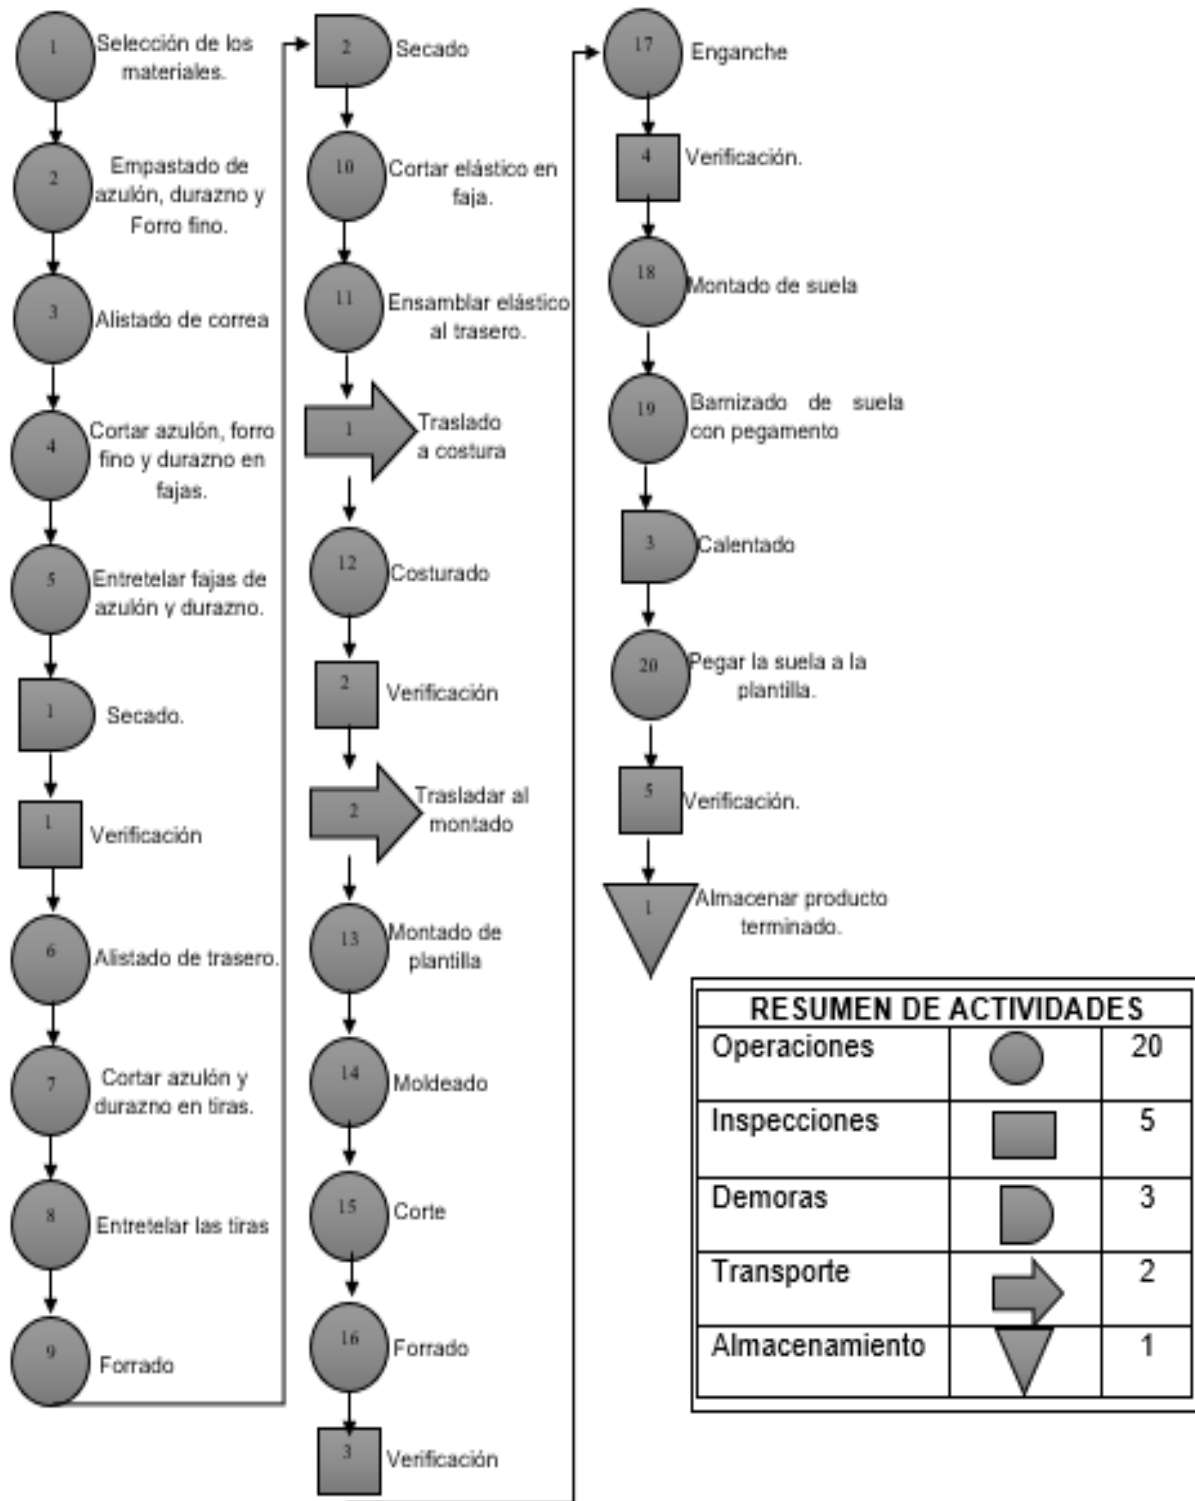 1
Selección de los
materiales.
2
Empastado de
azulón, durazno y
Forro fino.
3
Alistado de correa
4
Cortar azulón, forro
fino y durazno en
fajas.
5
Entretelar fajas de
azulón y durazno.
1
Secado.
1
Verificación
6
Alistado de trasero.
7
Cortar azulón y
durazno en tiras.
8
Entretelar las tiras
9
Forrado
2
Secado
10
Cortar elástico en
faja.
11
Ensamblar elástico
al trasero.
1
Traslado
a costura
12
Costurado
2
Verificación
2
Trasladar al
montado
13
Montado de
plantilla
14
Moldeado
15
Corte
16
Forrado
3
Verificación
17
Enganche
4
Verificación.
18
Montado de suela
19
Barnizado de suela
con pegamento
3
Calentado
20
Pegar la suela a la
plantilla.
5
Verificación.
1
Almacenar producto
terminado.
RESUMEN DE ACTIVIDADES
Operaciones 20
Inspecciones 5
Demoras 3
Transporte 2
Almacenamiento 1